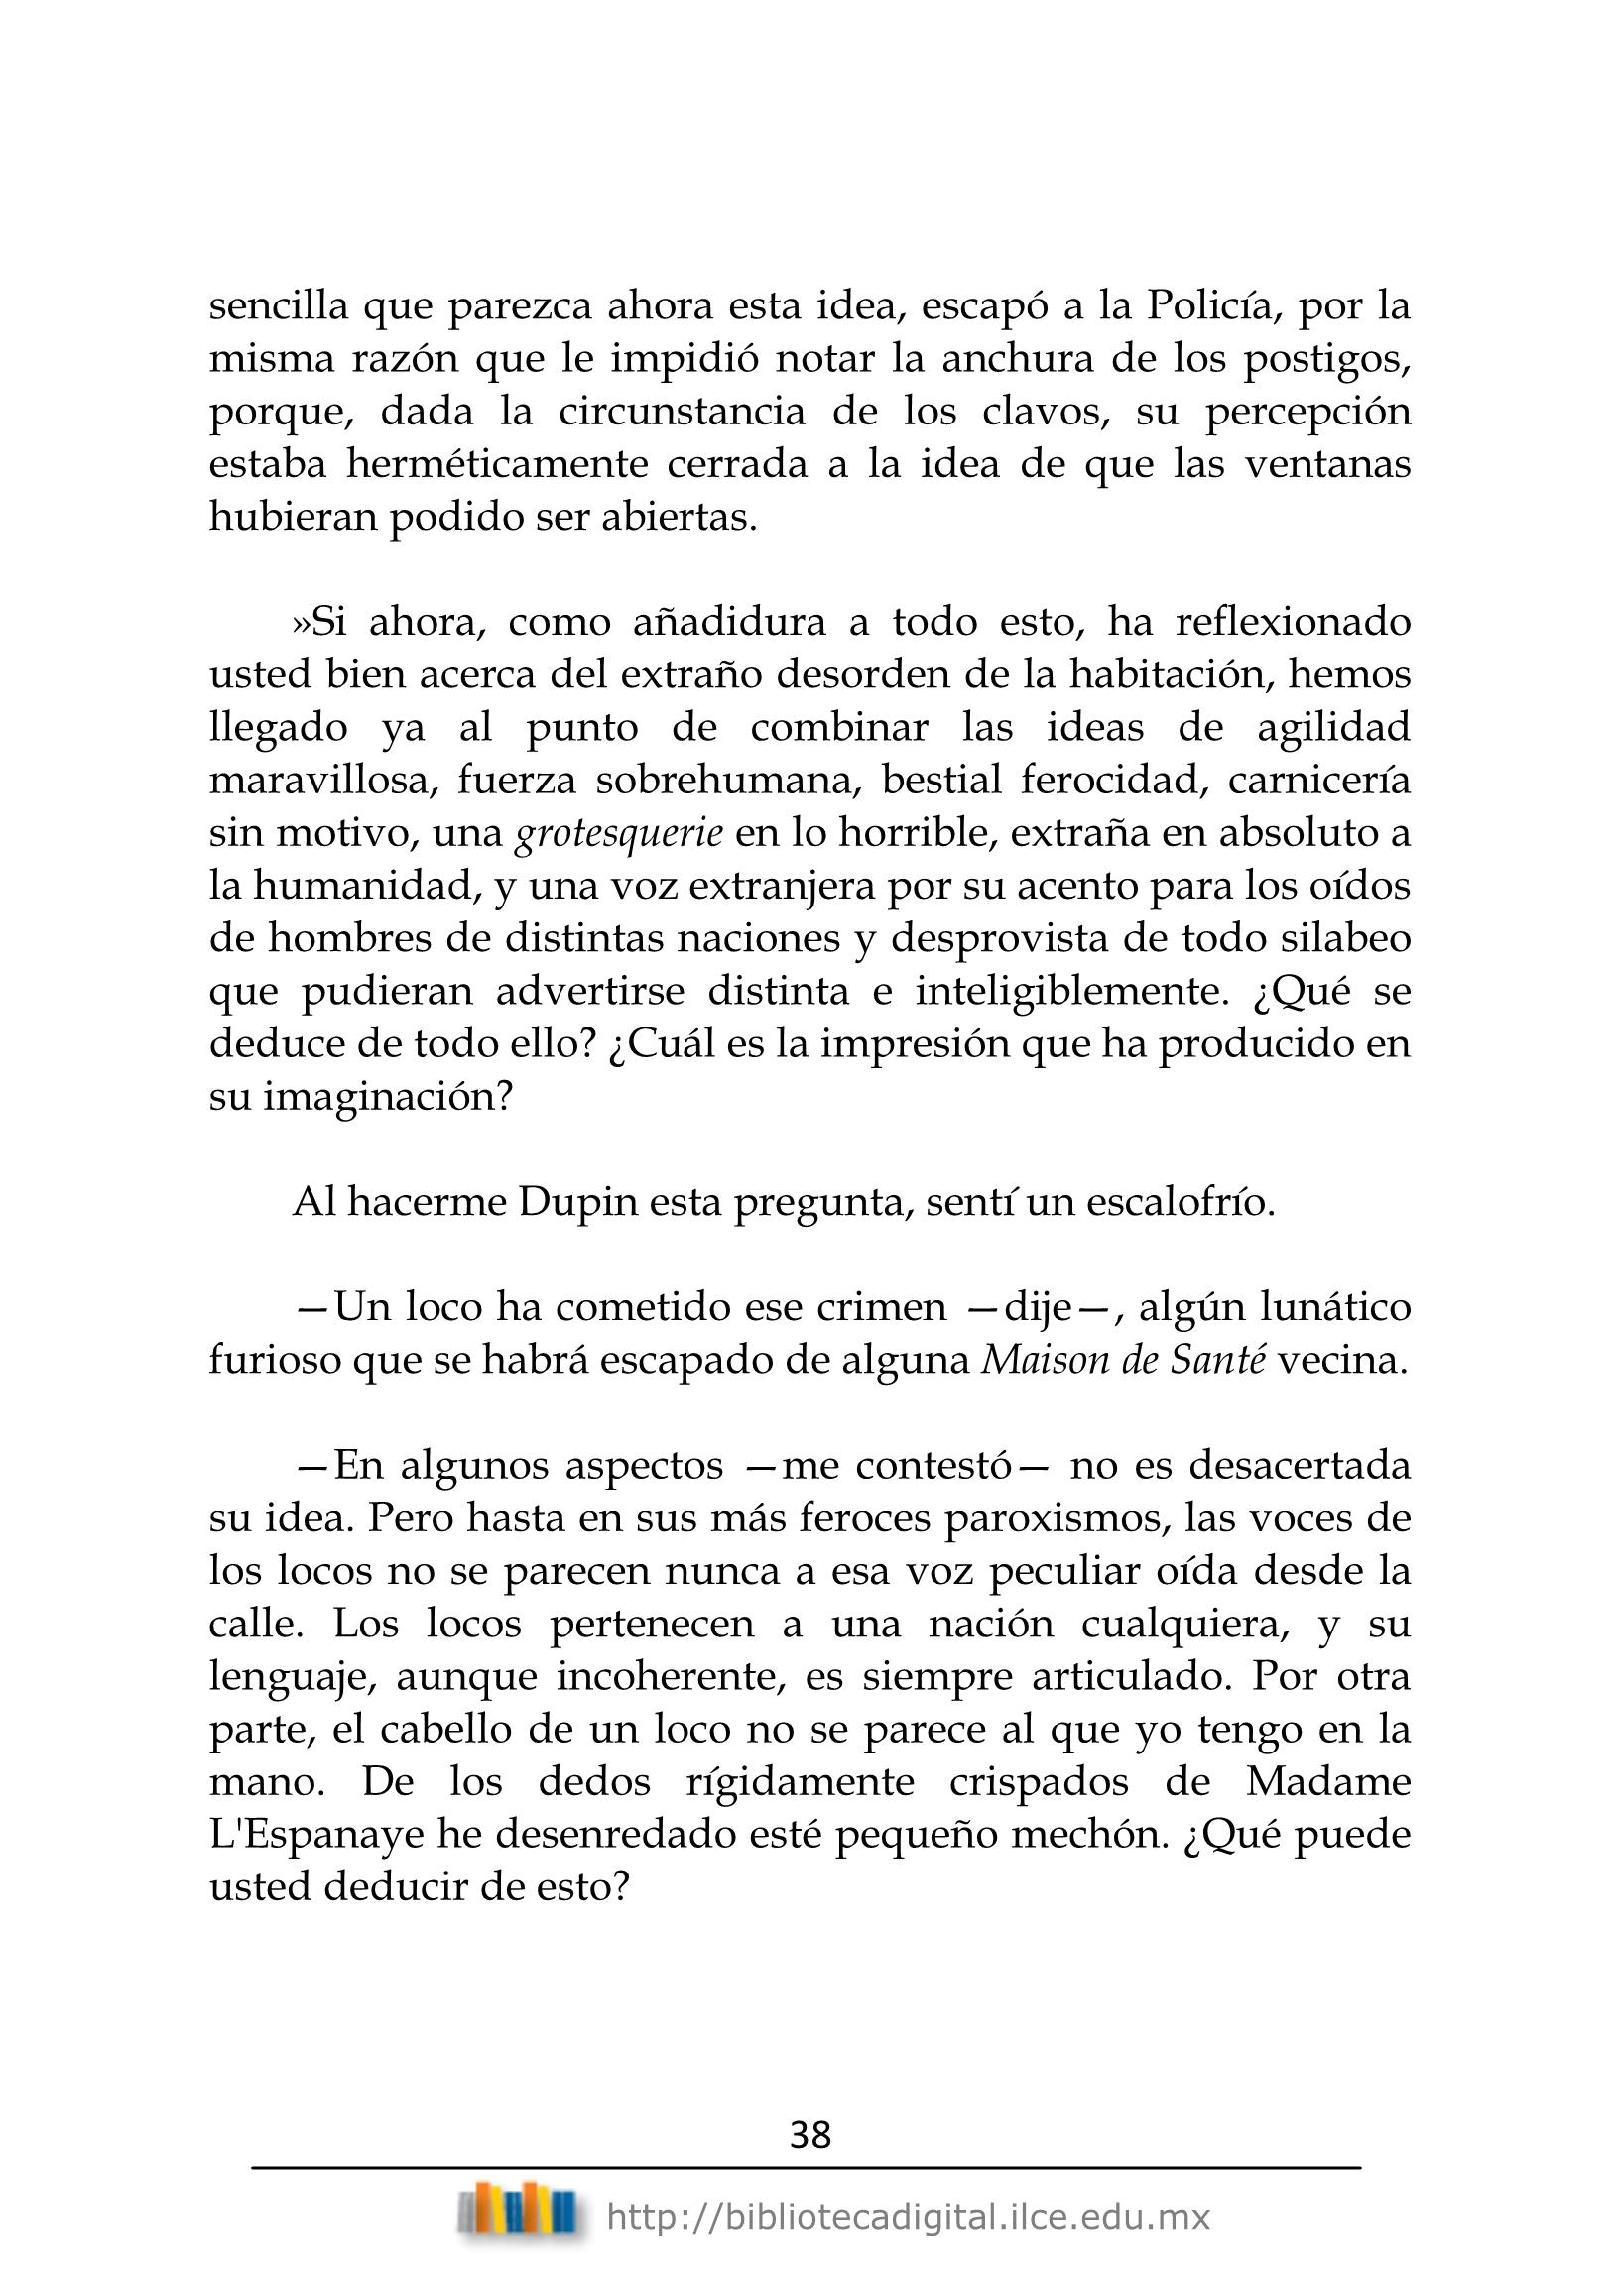 sencilla que parezca ahora esta idea, escapó a la Policía, por la
misma razón que le impidió notar la anchura de los postigos,
porque, dada la circunstancia de los clavos, su percepción
estaba herméticamente cerrada a la idea de que las ventanas
hubieran podido ser abiertas.
»Si ahora, como añadidura a todo esto, ha reflexionado
usted bien acerca del extraño desorden de la habitación, hemos
llegado ya al punto de combinar las ideas de agilidad
maravillosa, fuerza sobrehumana, bestial ferocidad, carnicería
sin motivo, una grotesquerie en lo horrible, extraña en absoluto a
la humanidad, y una voz extranjera por su acento para los oídos
de hombres de distintas naciones y desprovista de todo silabeo
que pudieran advertirse distinta e inteligiblemente. ¿Qué se
deduce de todo ello? ¿Cuál es la impresión que ha producido en
su imaginación?
Al hacerme Dupin esta pregunta, sentí un escalofrío.
—Un loco ha cometido ese crimen —dije—, algún lunático
furioso que se habrá escapado de alguna Maison de Santé vecina.
—En algunos aspectos —me contestó— no es desacertada
su idea. Pero hasta en sus más feroces paroxismos, las voces de
los locos no se parecen nunca a esa voz peculiar oída desde la
calle. Los locos pertenecen a una nación cualquiera, y su
lenguaje, aunque incoherente, es siempre articulado. Por otra
parte, el cabello de un loco no se parece al que yo tengo en la
mano. De los dedos rígidamente crispados de Madame
L'Espanaye he desenredado esté pequeño mechón. ¿Qué puede
usted deducir de esto?
38
http://bibliotecadigital.ilce.edu.mx